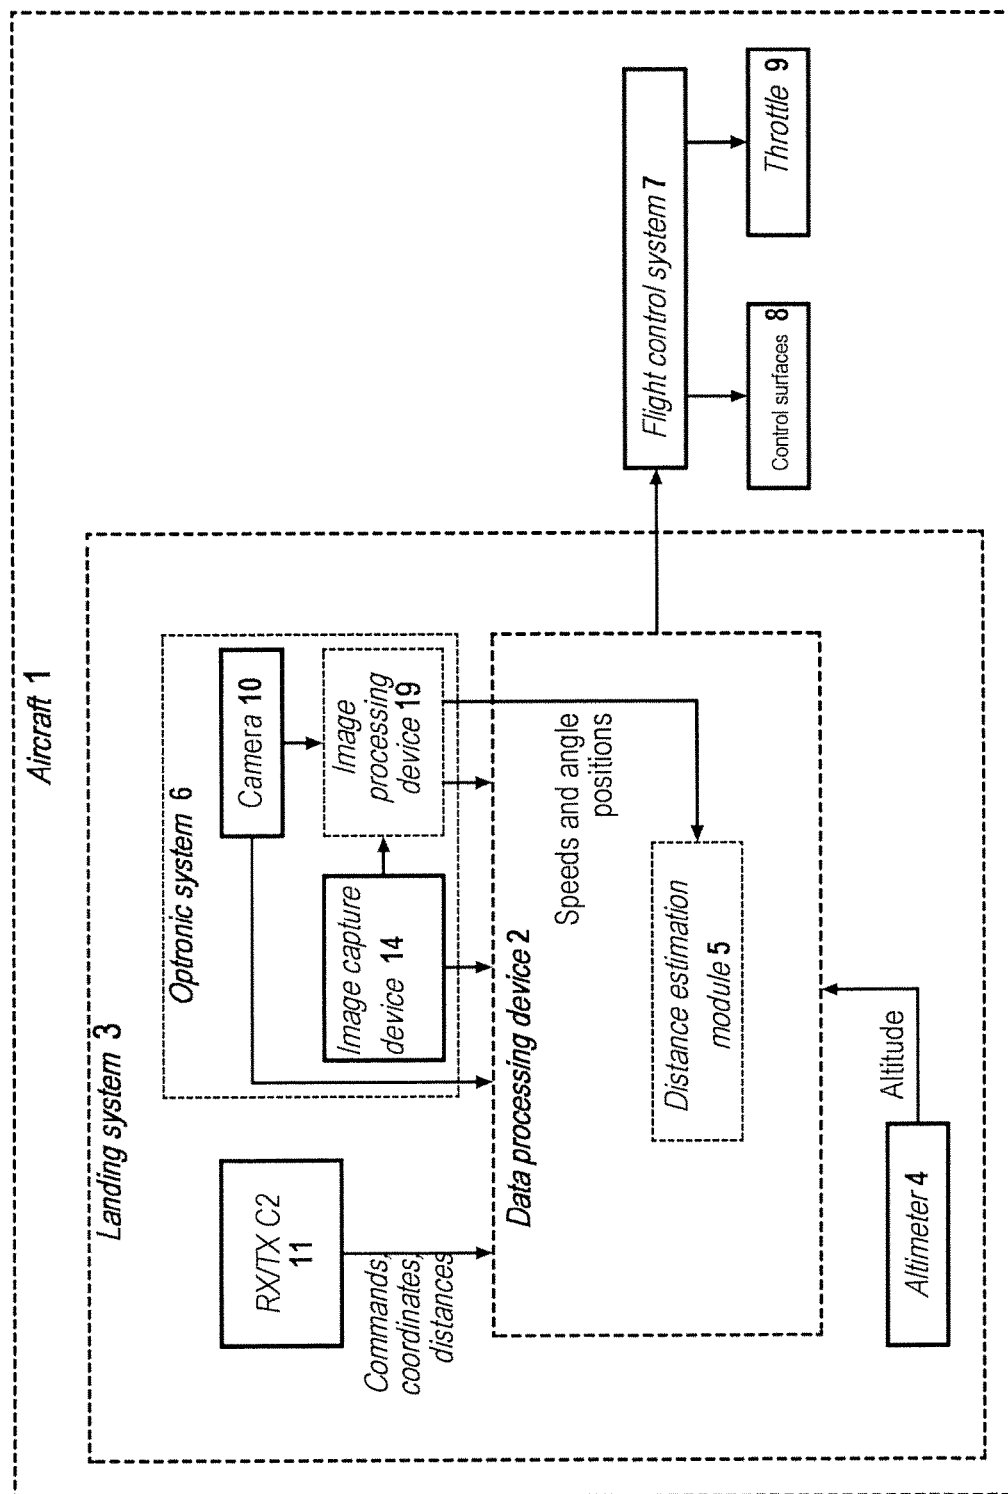 Aircraft 1
Landing system 3
Optronic system 6
RX/TX C2
11
Commands,
coordinates,
distances
Image capture
device 14
Camera 10
Image
processing
device 19
Data processing device 2
Speeds and angle
positions
Distance estimation
module 5
Altimeter 4
Altitude
Flight control system 7
Control surfaces 8
Throttle 9